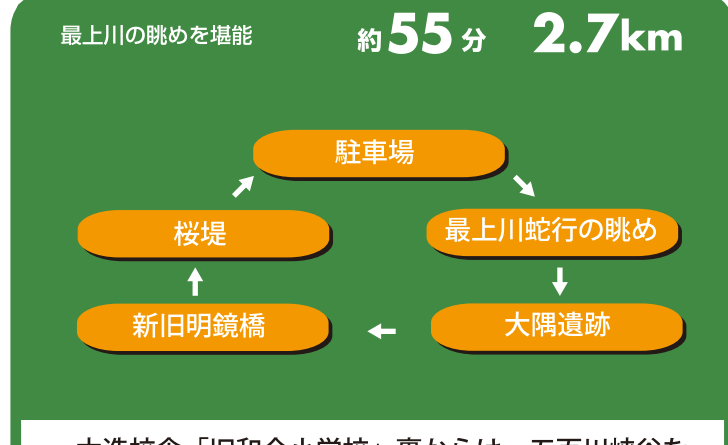 最上川の眺めを堪能
約55分 2.7km
駐車場
桜堤
最上川蛇行の眺め
新旧明鏡橋
大隅遺跡